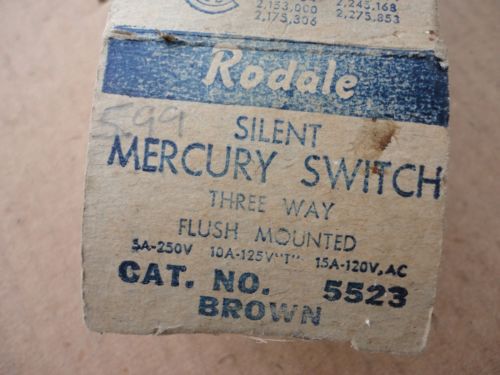 2,153,000 2,245,168
2,175,306 2,275,853
Rodale
599
SILENT
MERCURY SWITCH
THREE WAY
FLUSH MOUNTED
5A-250V 10A-125V"T" 15A-120V, AC
CAT. NO. 5523
BROWN